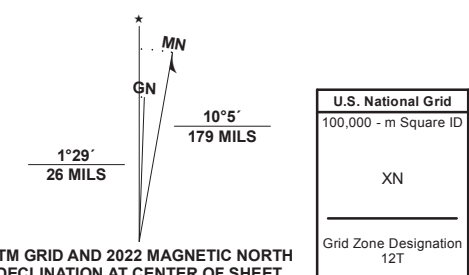 ★
MN
GN
1°29´
26 MILS
10°5´
179 MILS
TM GRID AND 2022 MAGNETIC NORTH
DECLINATION AT CENTER OF SHEET
U.S. National Grid
100,000 - m Square ID
XN
Grid Zone Designation
12T